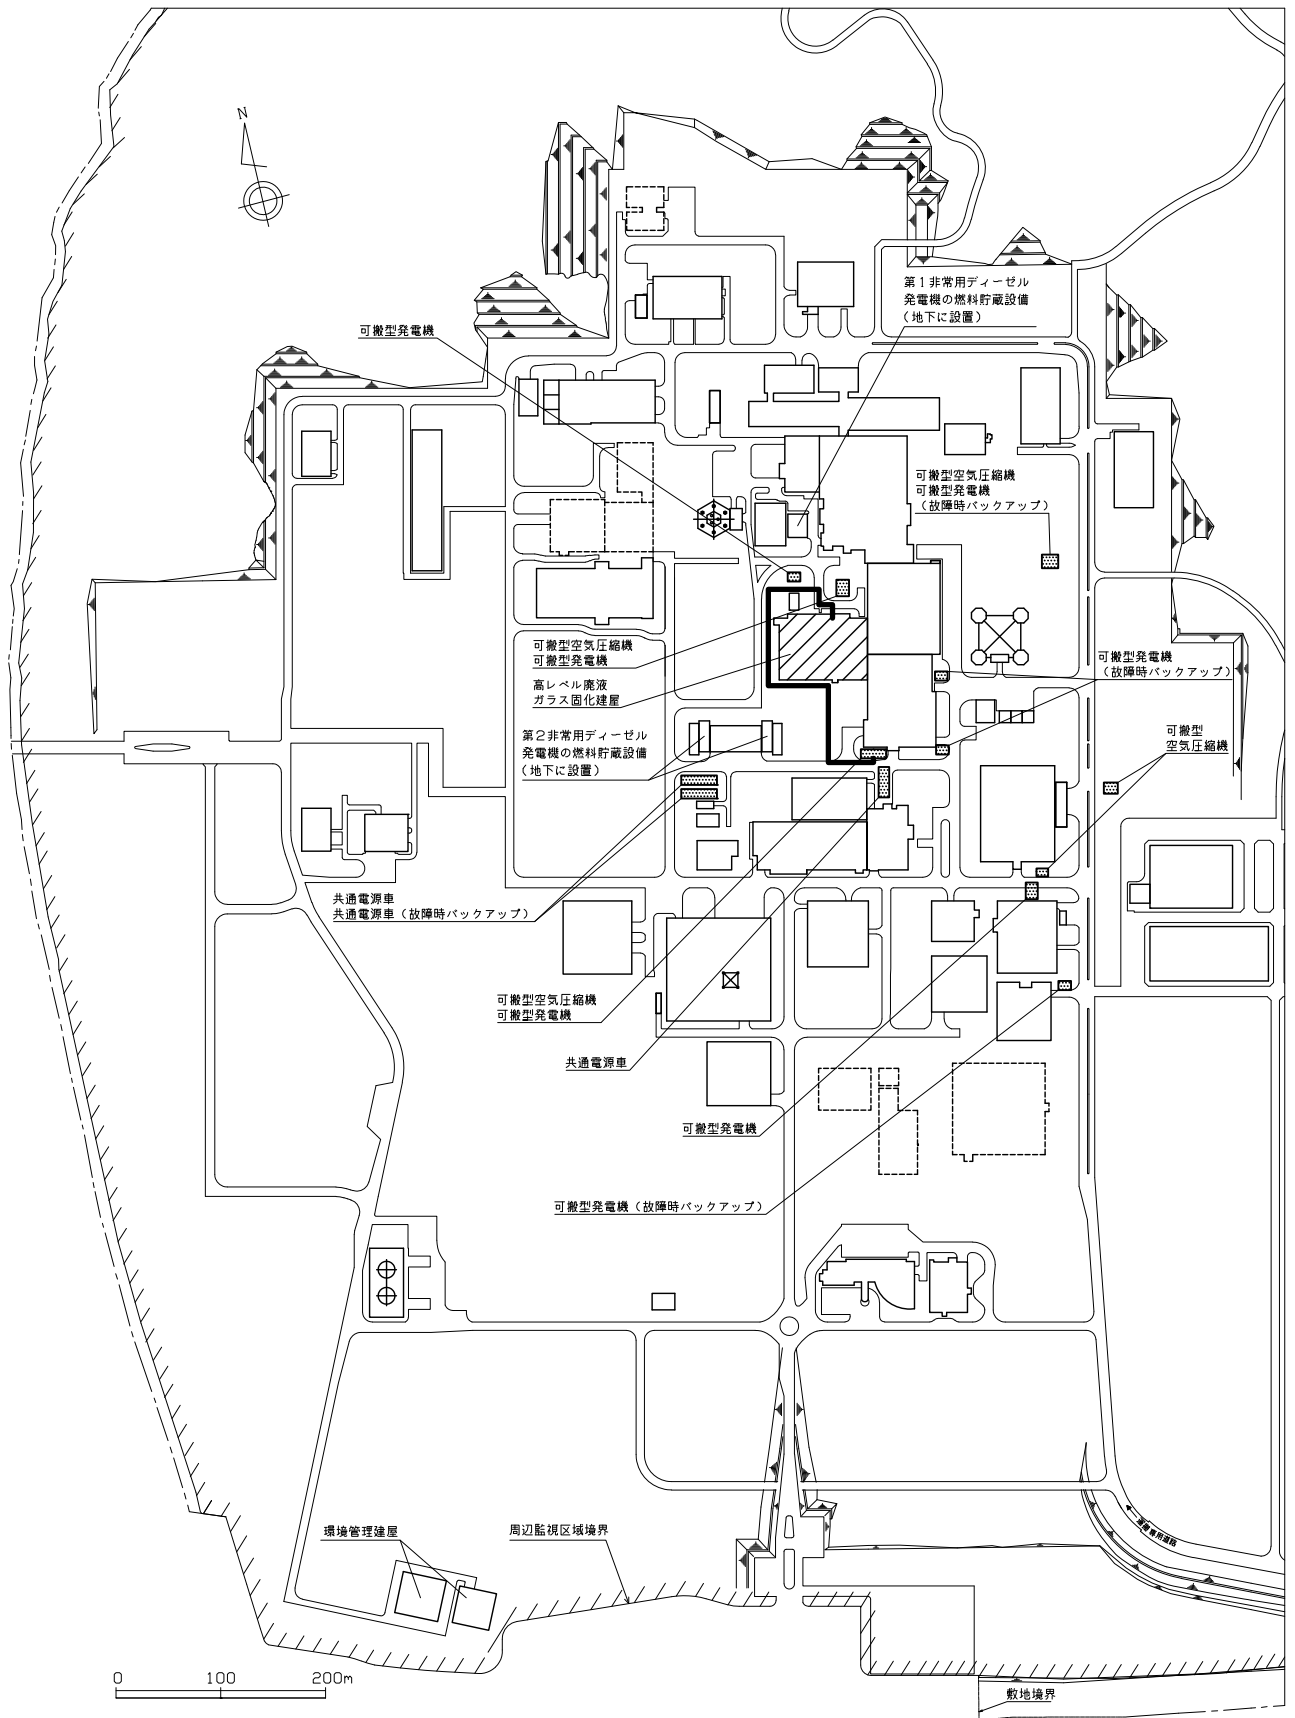 N
第1非常用ディーゼル
発電機の燃料貯蔵設備
（地下に設置）
可搬型発電機
可搬型空気圧縮機
可搬型発電機
（故障時バックアップ）
可搬型空気圧縮機
可搬型発電機
高レベル廃液
ガラス固化建屋
可搬型発電機
（故障時バックアップ）
第2非常用ディーゼル
発電機の燃料貯蔵設備
（地下に設置）
可搬型
空気圧縮機
共通電源車
共通電源車（故障時バックアップ）
可搬型空気圧縮機
可搬型発電機
共通電源車
可搬型発電機
可搬型発電機（故障時バックアップ）
環境管理建屋
周辺監視区域境界
運搬専用道路
0 100 200m
敷地境界